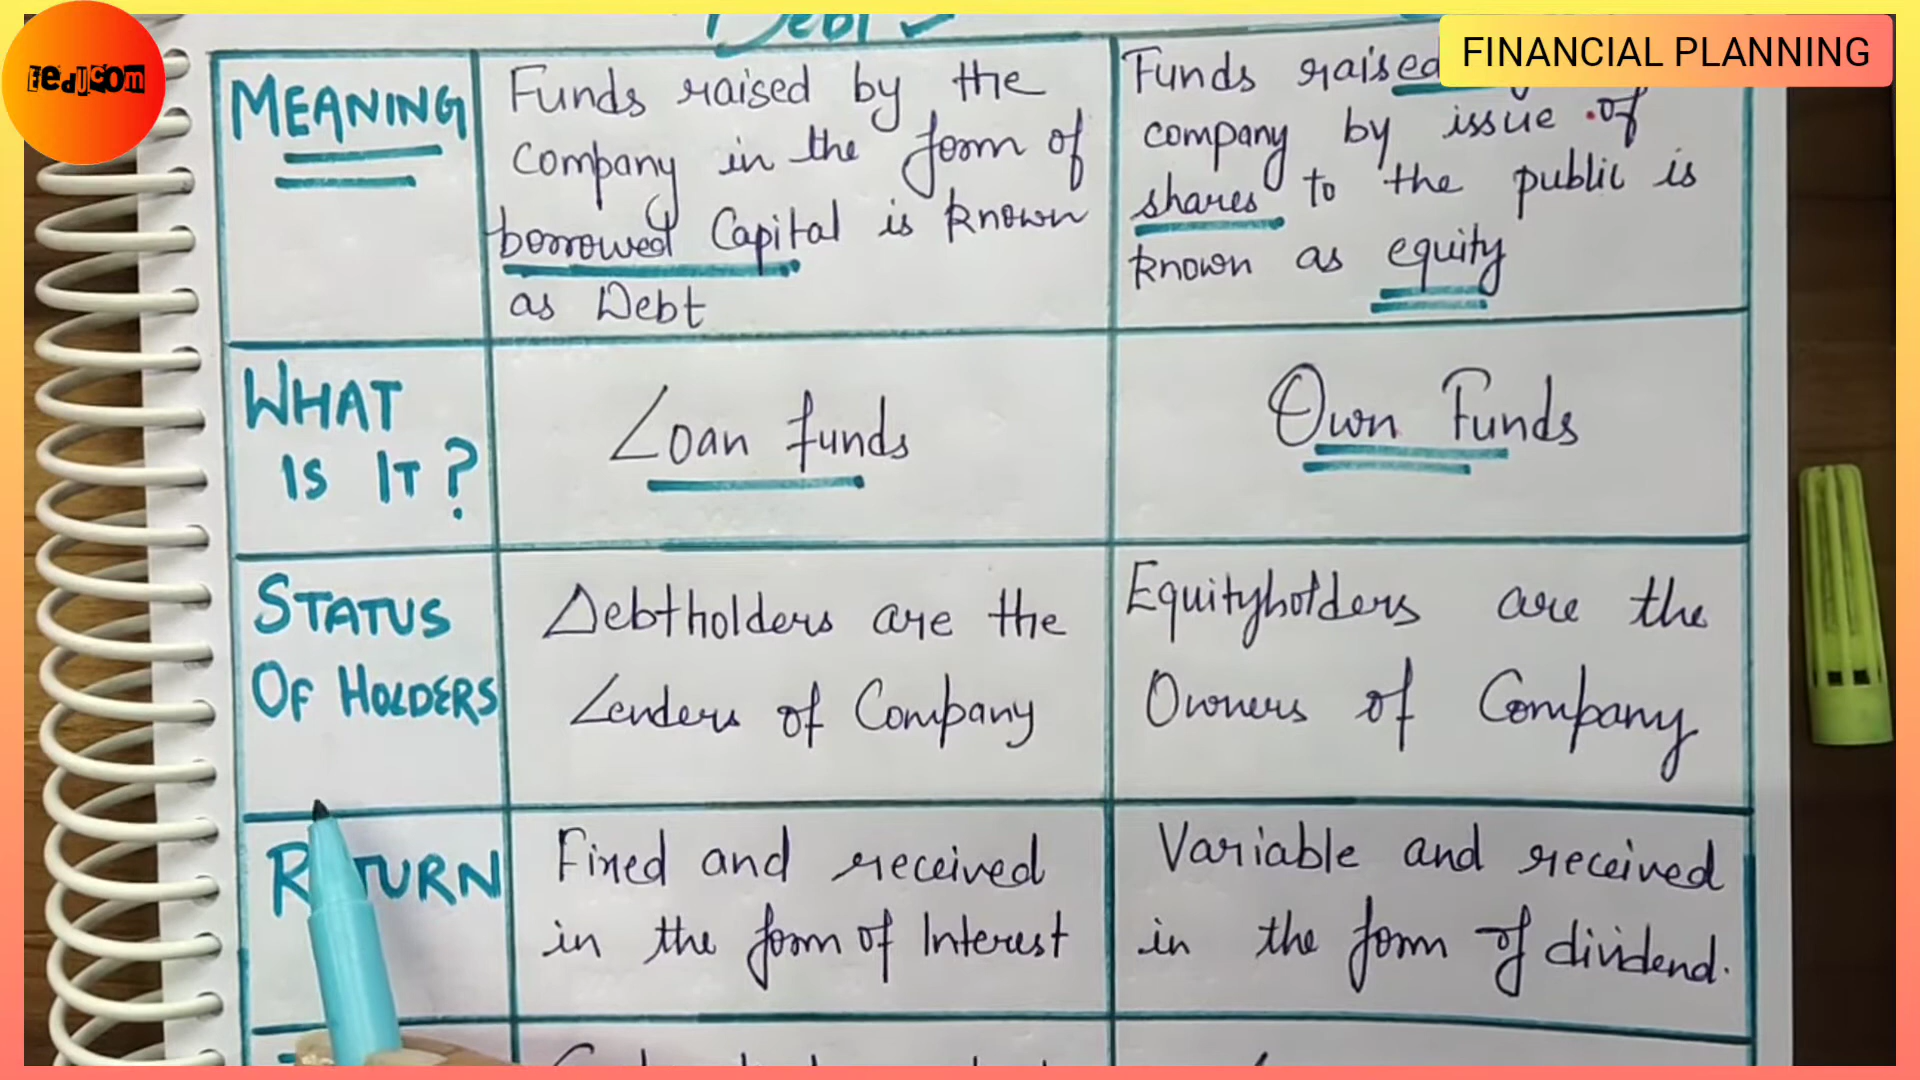 Debt
FINANCIAL PLANNING
Eeducom
MEANING
Funds raised by the
company in the form of
borrowed Capital is known
as Debt
Funds raised
company by issue of
shares to the public is
known as equity
WHAT
IS IT?
Loan funds
Own Funds
STATUS
OF HOLDERS
Debtholders are the
Lenders of Company
Equityholders are the
Owners of Company
Fixed and received
in the form of Interest
Variable and received
in the form of dividend.